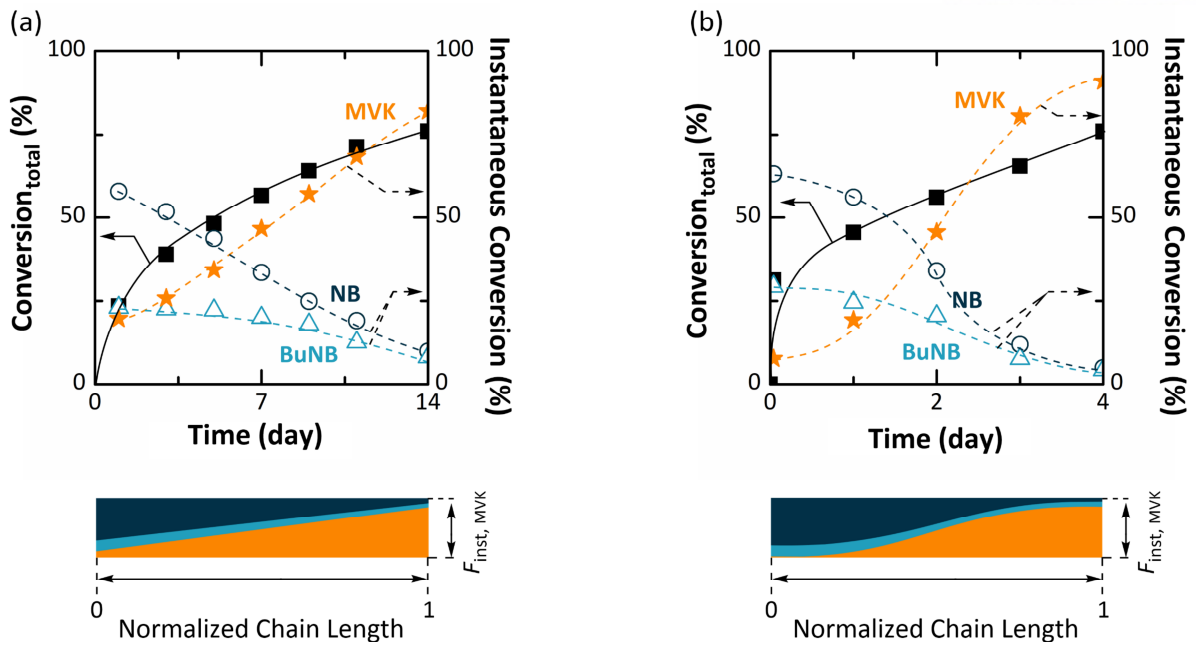 (a)
100
50
0
Conversion_total (%)
100
50
0
Instantaneous Conversion (%)
MVK
NB
BuNB
0
7
14
Time (day)
F_inst, MVK
0
1
Normalized Chain Length
(b)
100
50
0
Conversion_total (%)
100
50
0
Instantaneous Conversion (%)
MVK
NB
BuNB
0
2
4
Time (day)
F_inst, MVK
0
1
Normalized Chain Length